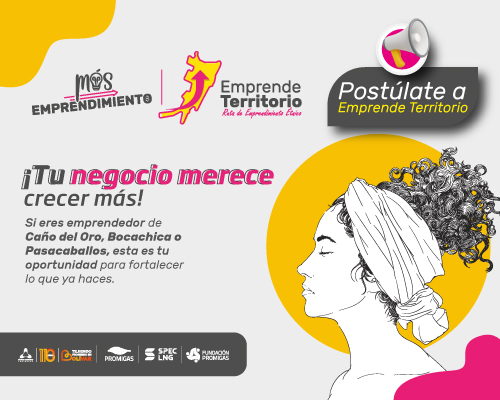 más
EMPRENDIMIENTO
Emprende
Territorio
Ruta de Emprendimiento Étnico
Postúlate a
Emprende Territorio
¡Tu negocio merece
crecer más!
Si eres emprendedor de
Caño del Oro, Bocachica o
Pasacaballos, esta es tu
oportunidad para fortalecer
lo que ya haces.
PROMIGAS
SPEC
LNG
FUNDACIÓN
PROMIGAS